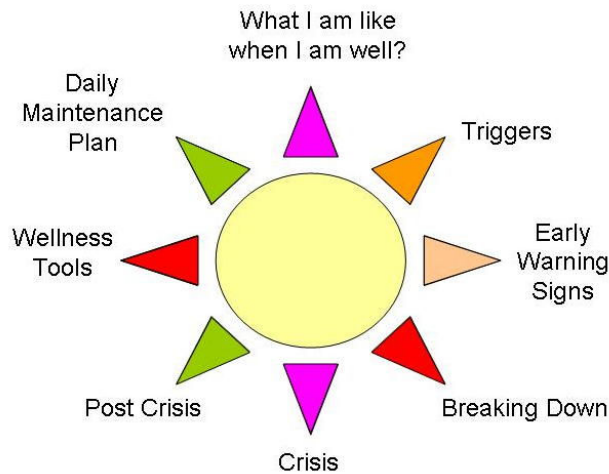 What I am like
when I am well?
Daily
Maintenance
Plan
Triggers
Wellness
Tools
Early
Warning
Signs
Post Crisis
Breaking Down
Crisis